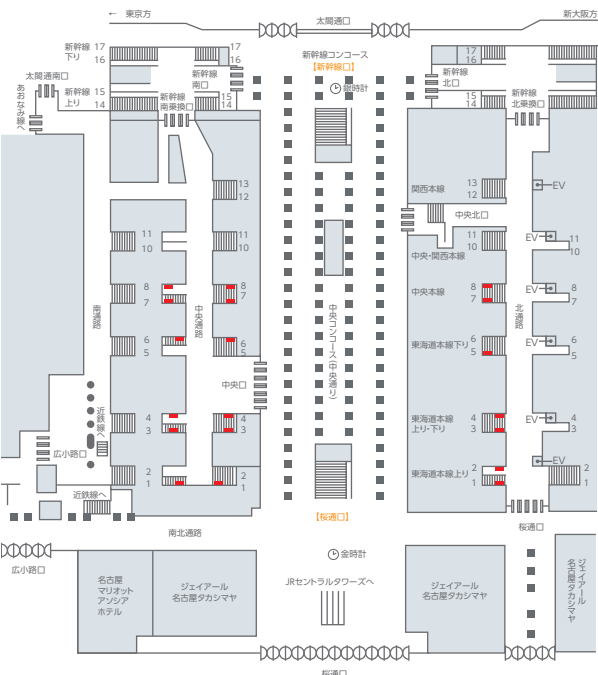 ← 東京方
太閤通口
新大阪方
新幹線 17
下り 16
17
16
新幹線コンコース
【新幹線口】
17
16
太閤通南口
新幹線
南口
新幹線
北口
銀時計
あおなみ線へ
新幹線 15
上り 14
新幹線
南乗換口
15
14
15
14
新幹線
北乗換口
13
12
関西本線
13
12
EV
中央北口
11
10
11
10
11
10
EV
11
10
中央・関西本線
8
7
8
7
中央本線
8
7
EV
8
7
南通路
中央通路
中央コンコース(中央通り)
北通路
6
5
6
5
東海道本線下り
6
5
EV
6
5
中央口
近鉄線へ
4
3
4
3
東海道本線
上り・下り
4
3
EV
4
3
広小路口
EV
2
1
2
1
東海道本線上り
2
1
2
1
近鉄線へ
【桜通口】
桜通口
南北通路
金時計
広小路口
名古屋
マリオット
アソシア
ホテル
ジェイアール
名古屋タカシマヤ
JRセントラルタワーズへ
ジェイアール
名古屋タカシマヤ
ジェイアール
名古屋タカシマヤ
桜通口